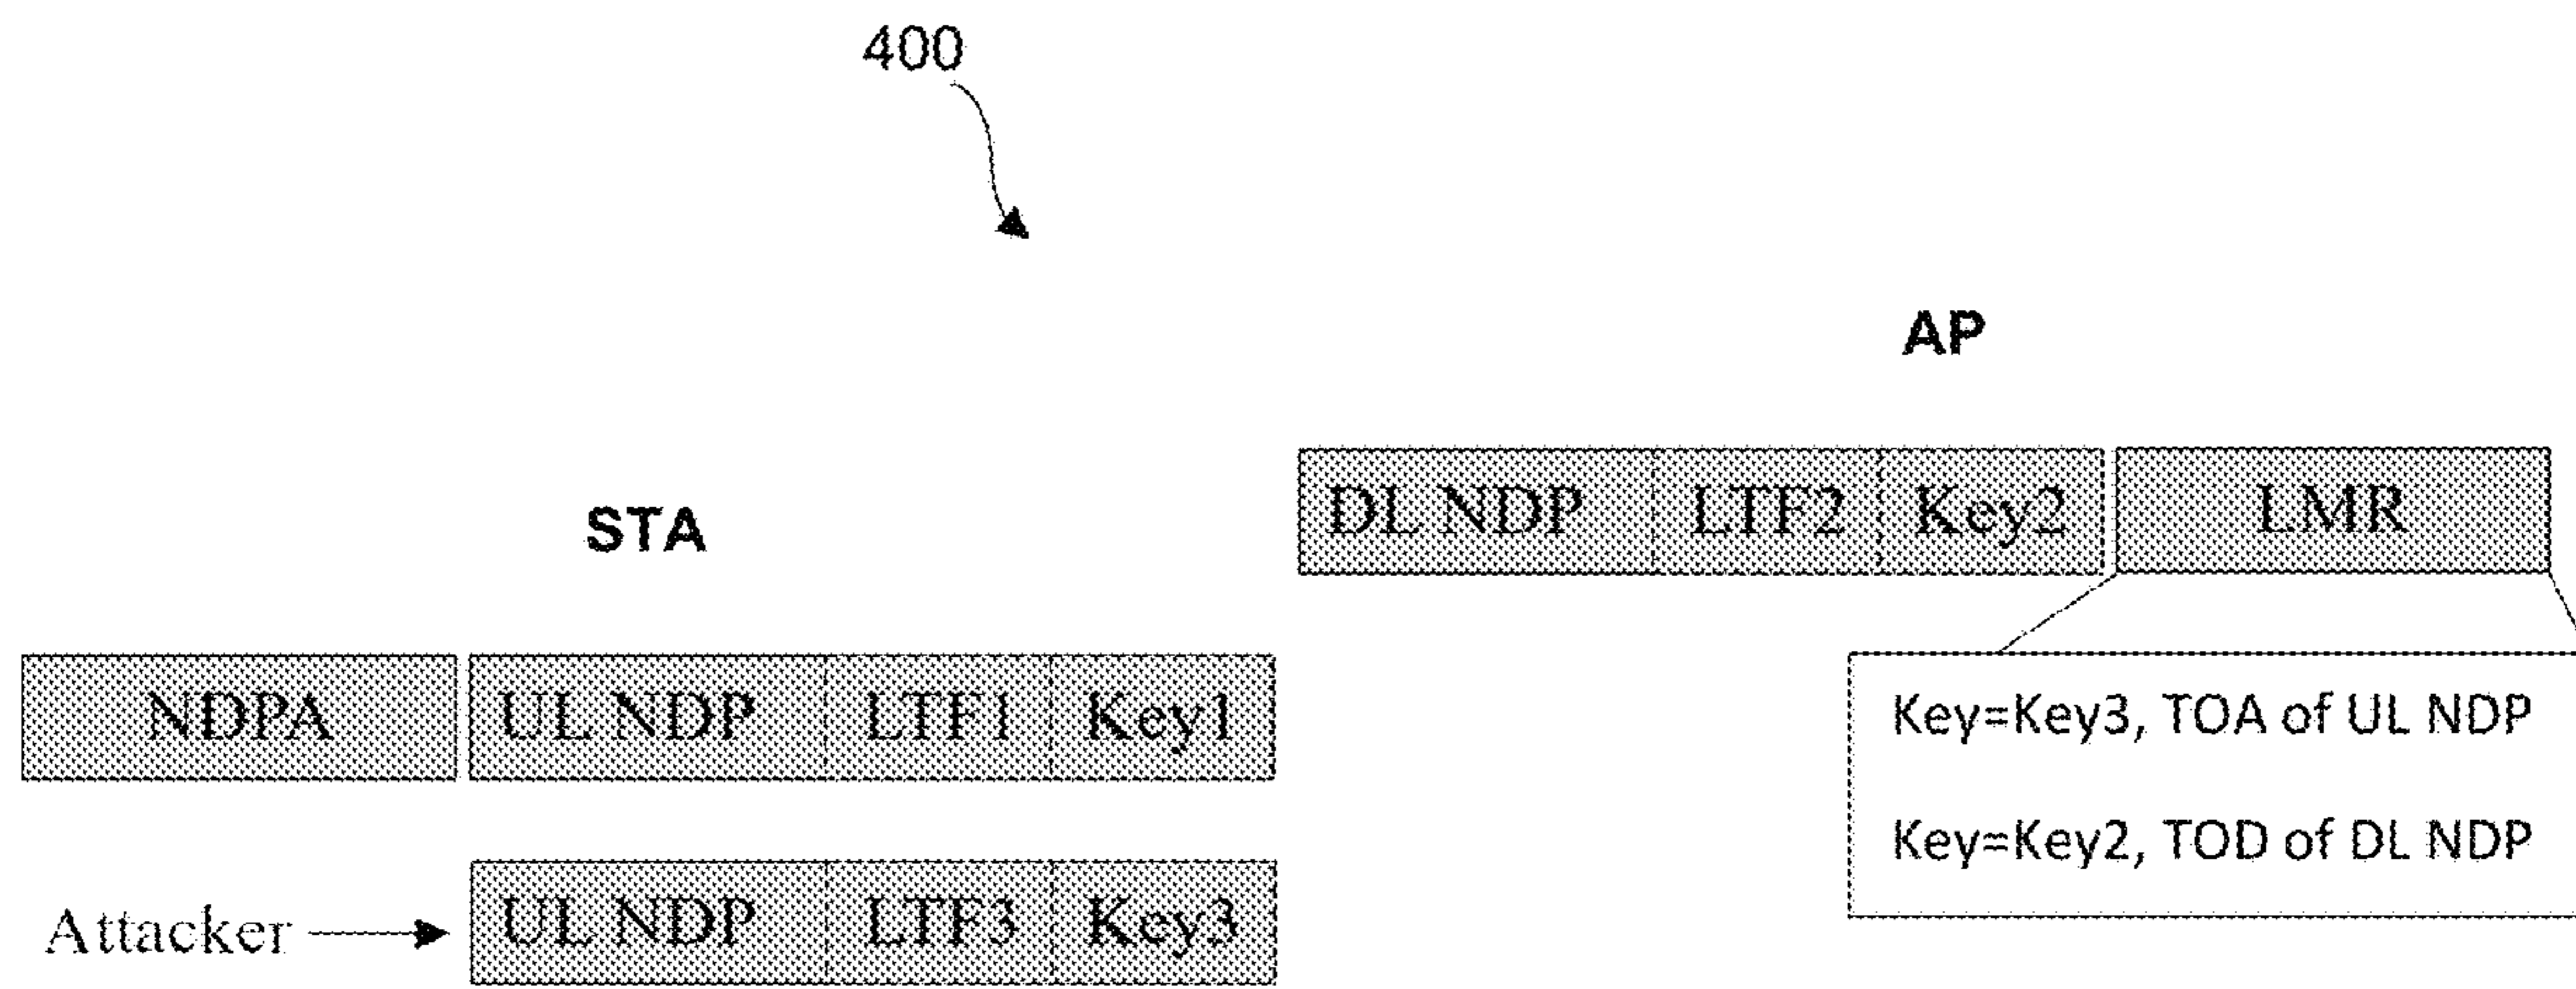 400
AP
DL NDP LTF2 Key2 LMR
STA
NDPA UL NDP LTF1 Key1
Key=Key3, TOA of UL NDP
Key=Key2, TOD of DL NDP
Attacker UL NDP LTF3 Key3